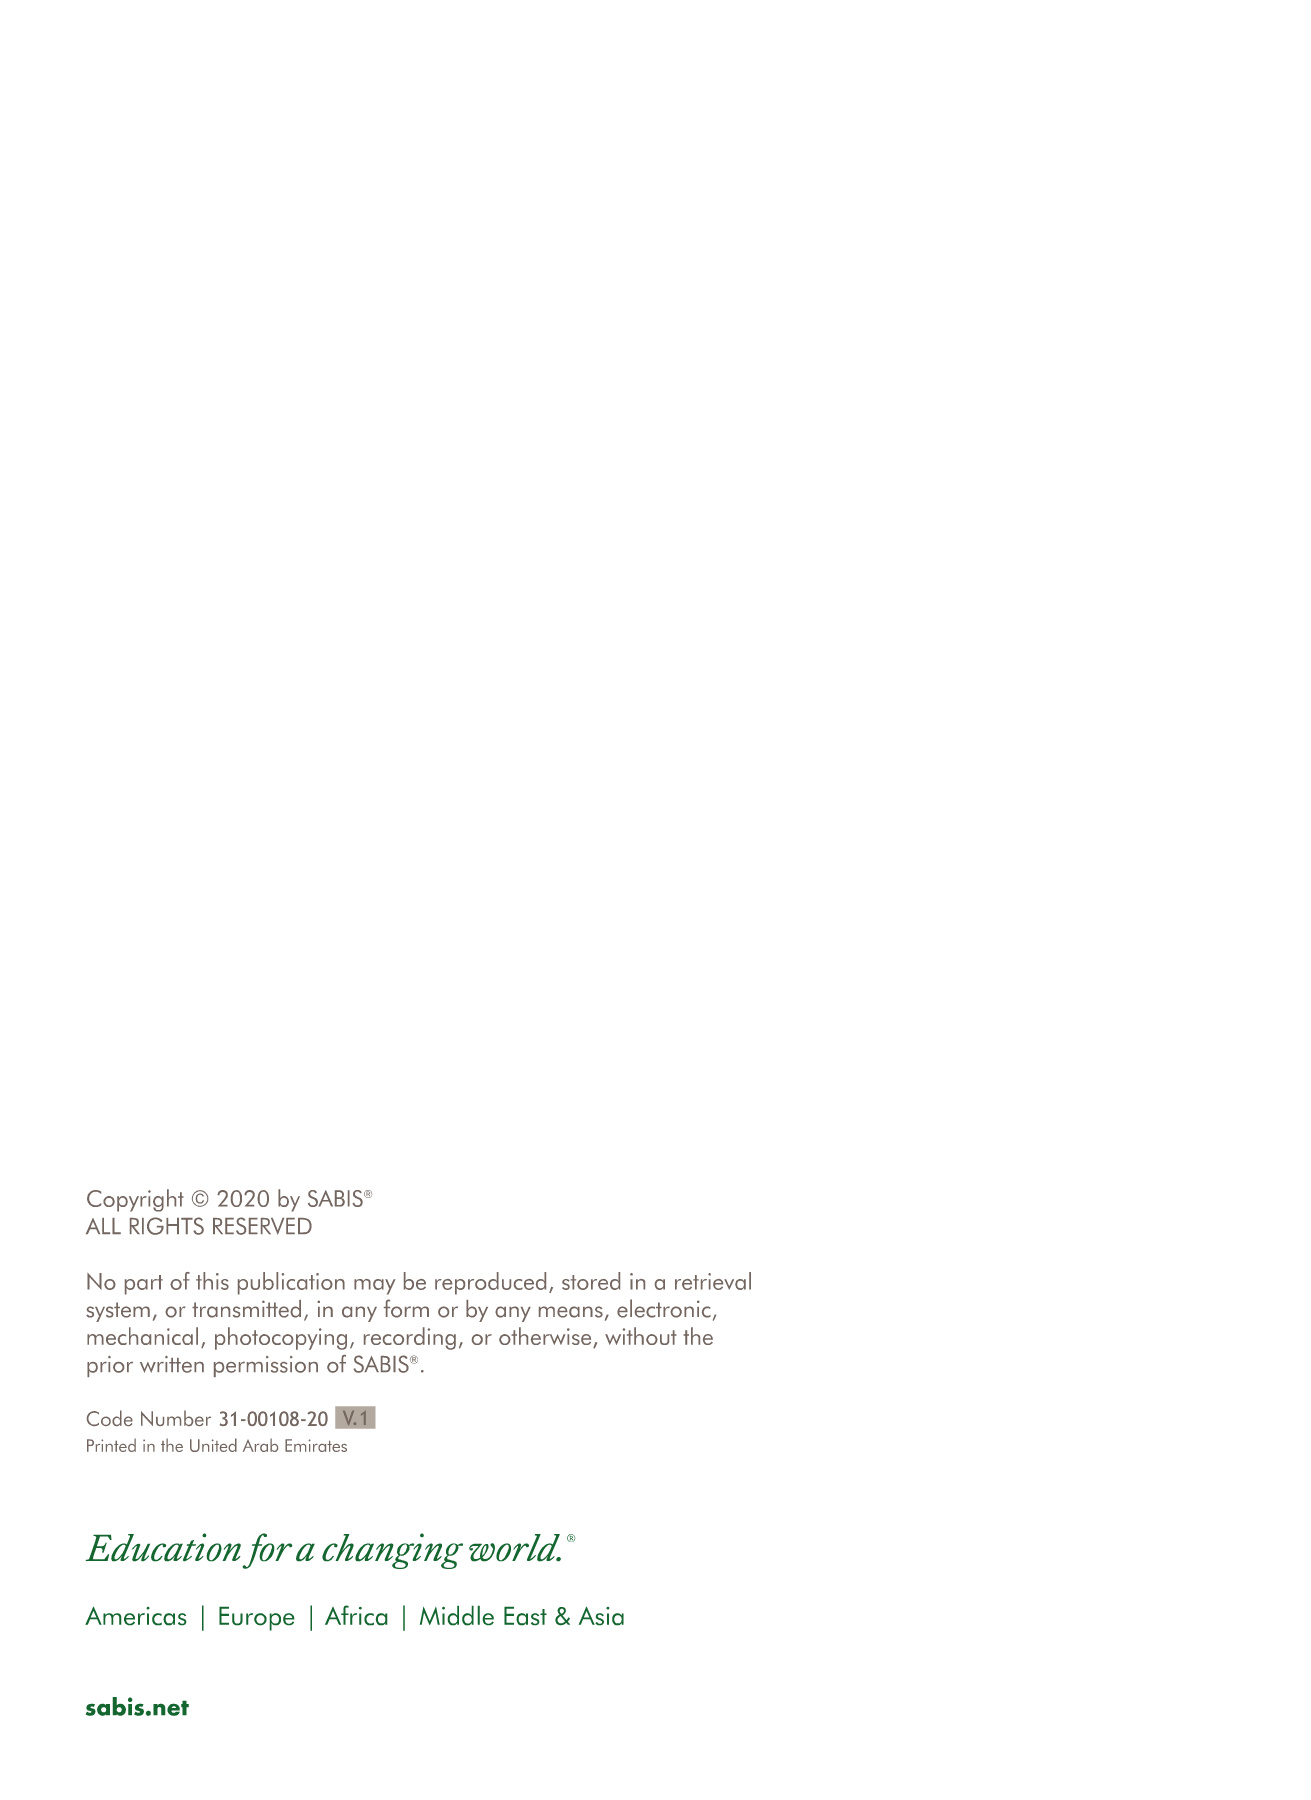 Copyright © 2020 by SABIS®
ALL RIGHTS RESERVED
No part of this publication may be reproduced, stored in a retrieval
system, or transmitted, in any form or by any means, electronic,
mechanical, photocopying, recording, or otherwise, without the
prior written permission of SABIS®.
Code Number 31-00108-20 V.1
Printed in the United Arab Emirates
Education for a changing world.®
Americas | Europe | Africa | Middle East & Asia
sabis.net